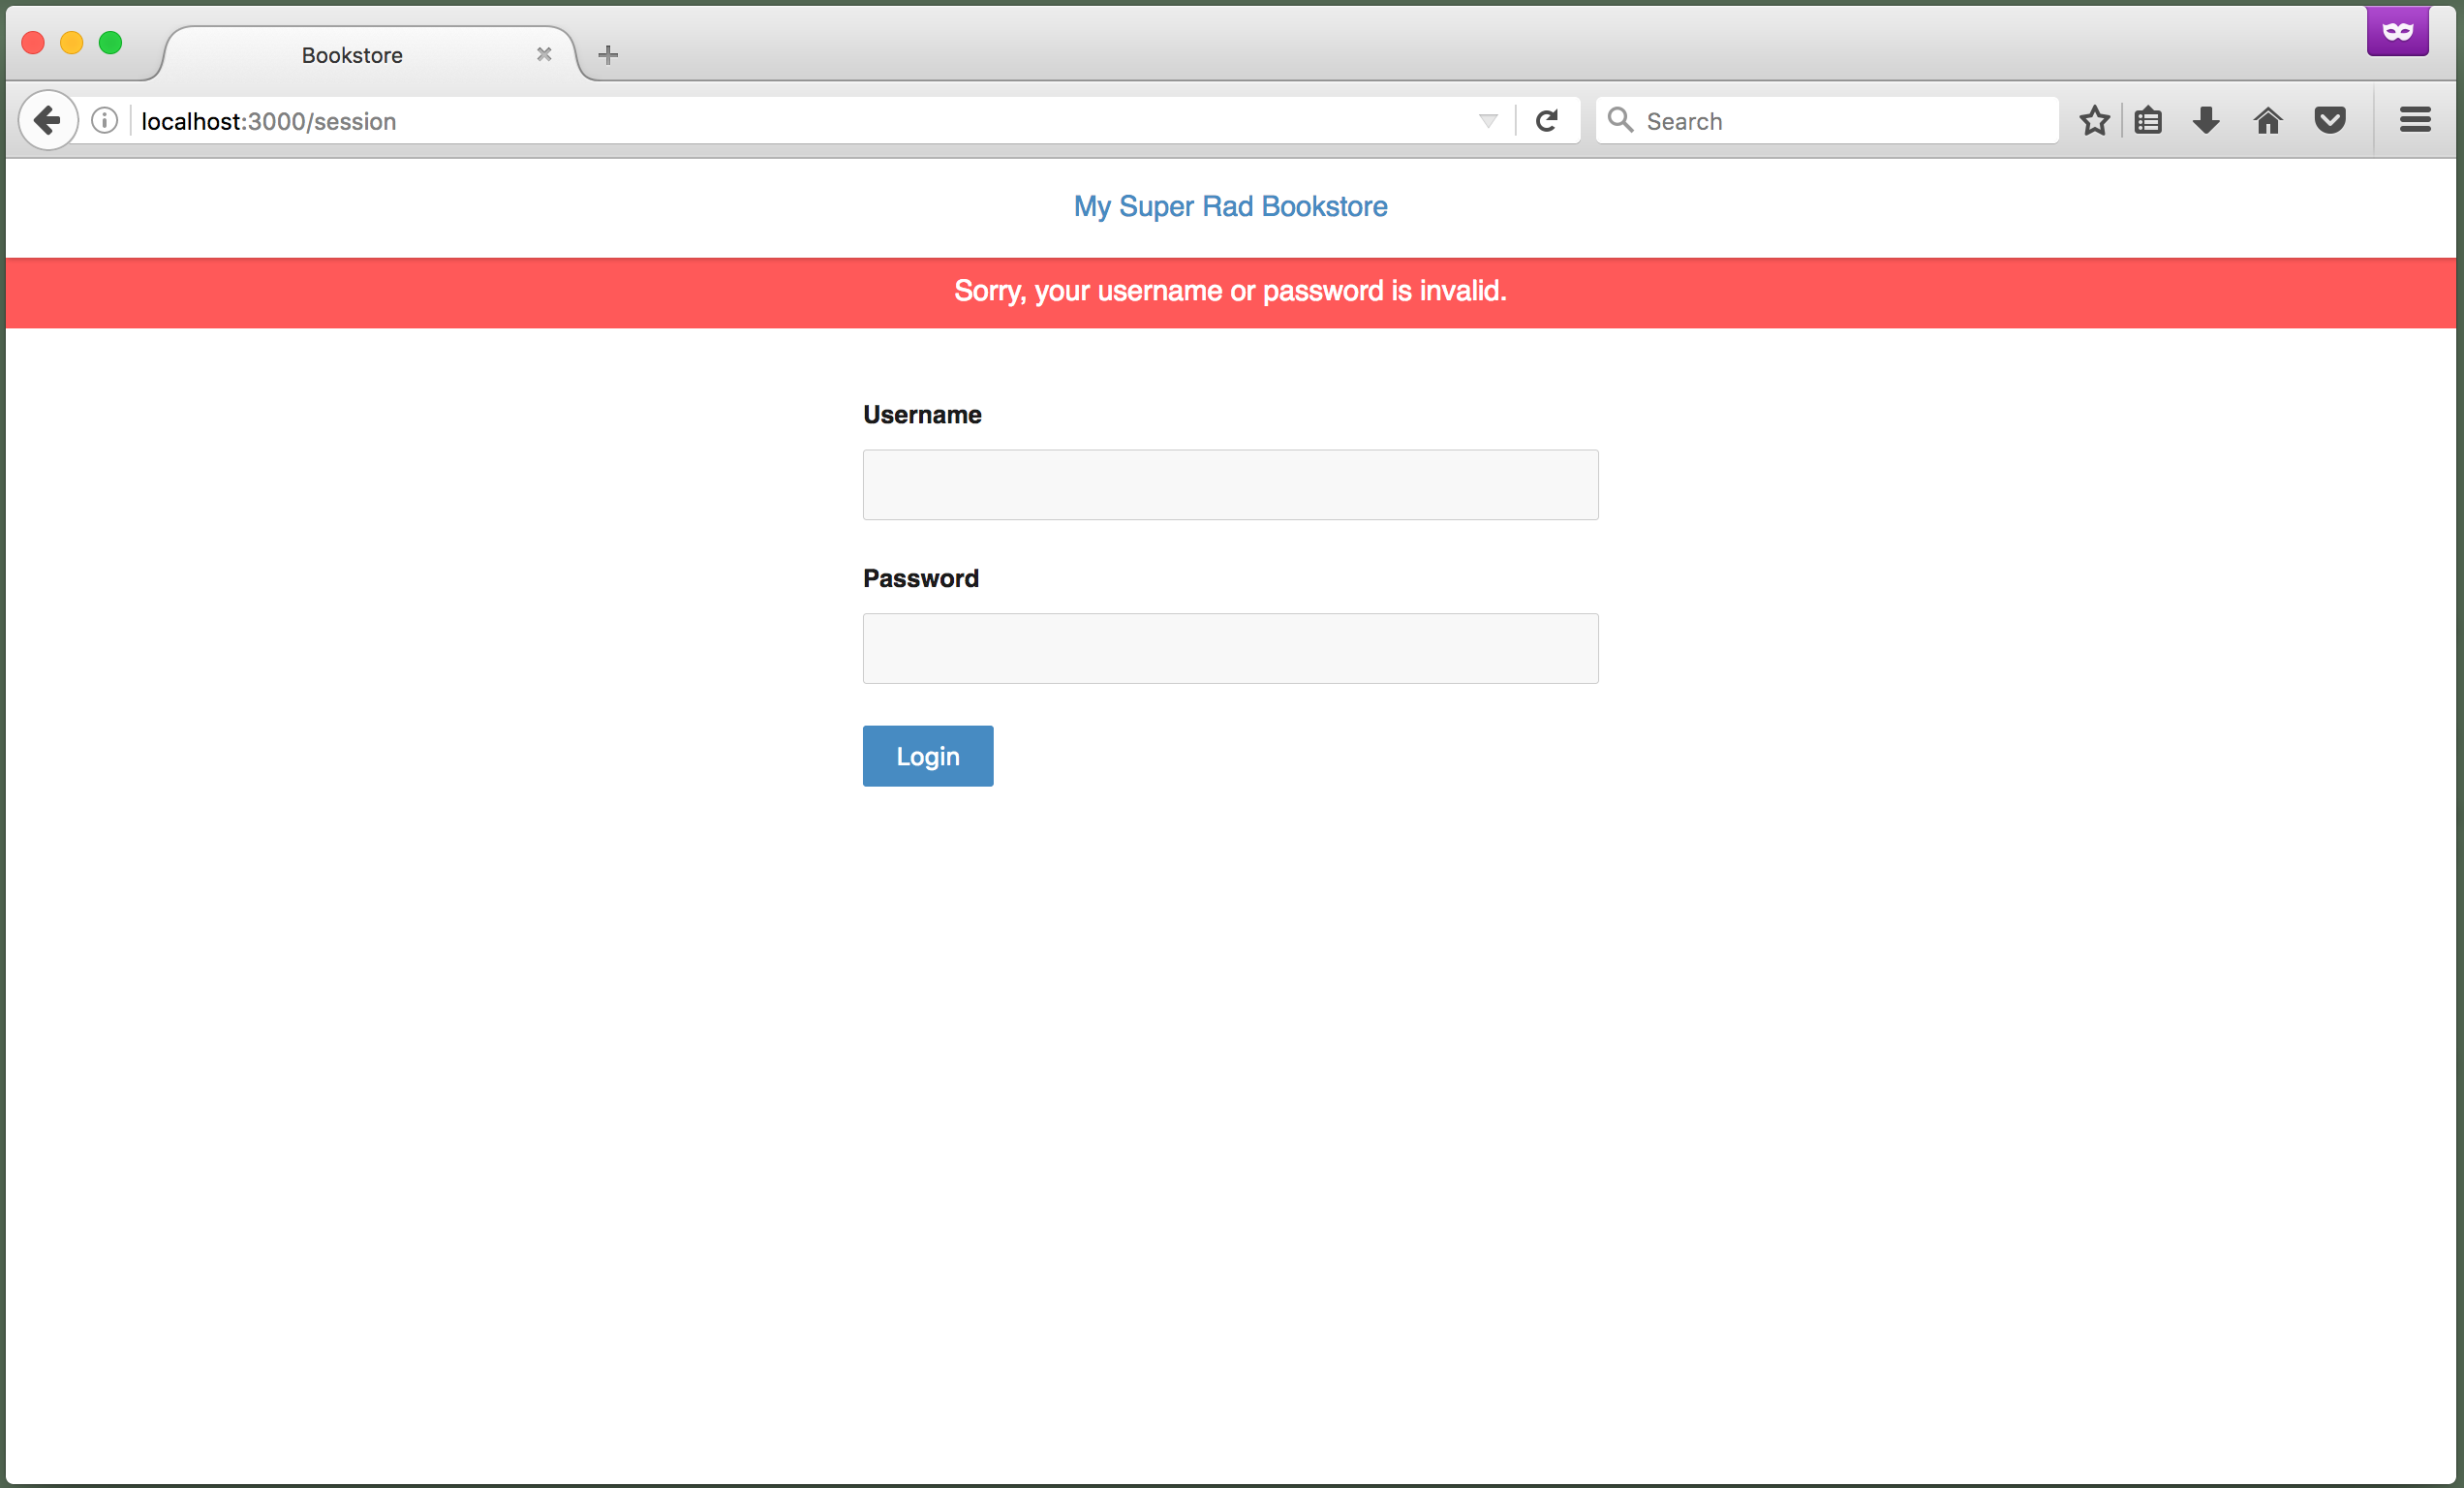 Bookstore
localhost:3000/session
Search
My Super Rad Bookstore
Sorry, your username or password is invalid.
Username
Password
Login